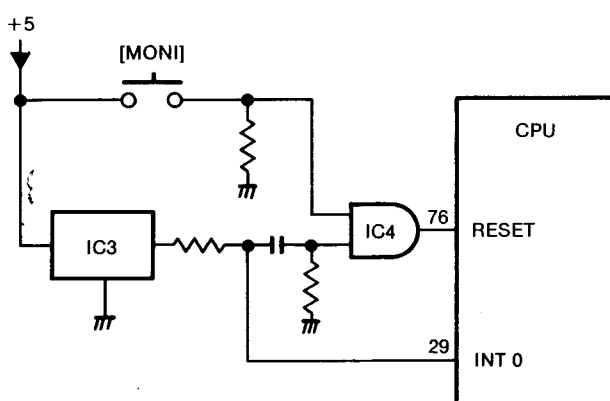 +5
[MONI]
CPU
IC3
IC4
76
RESET
29
INT 0